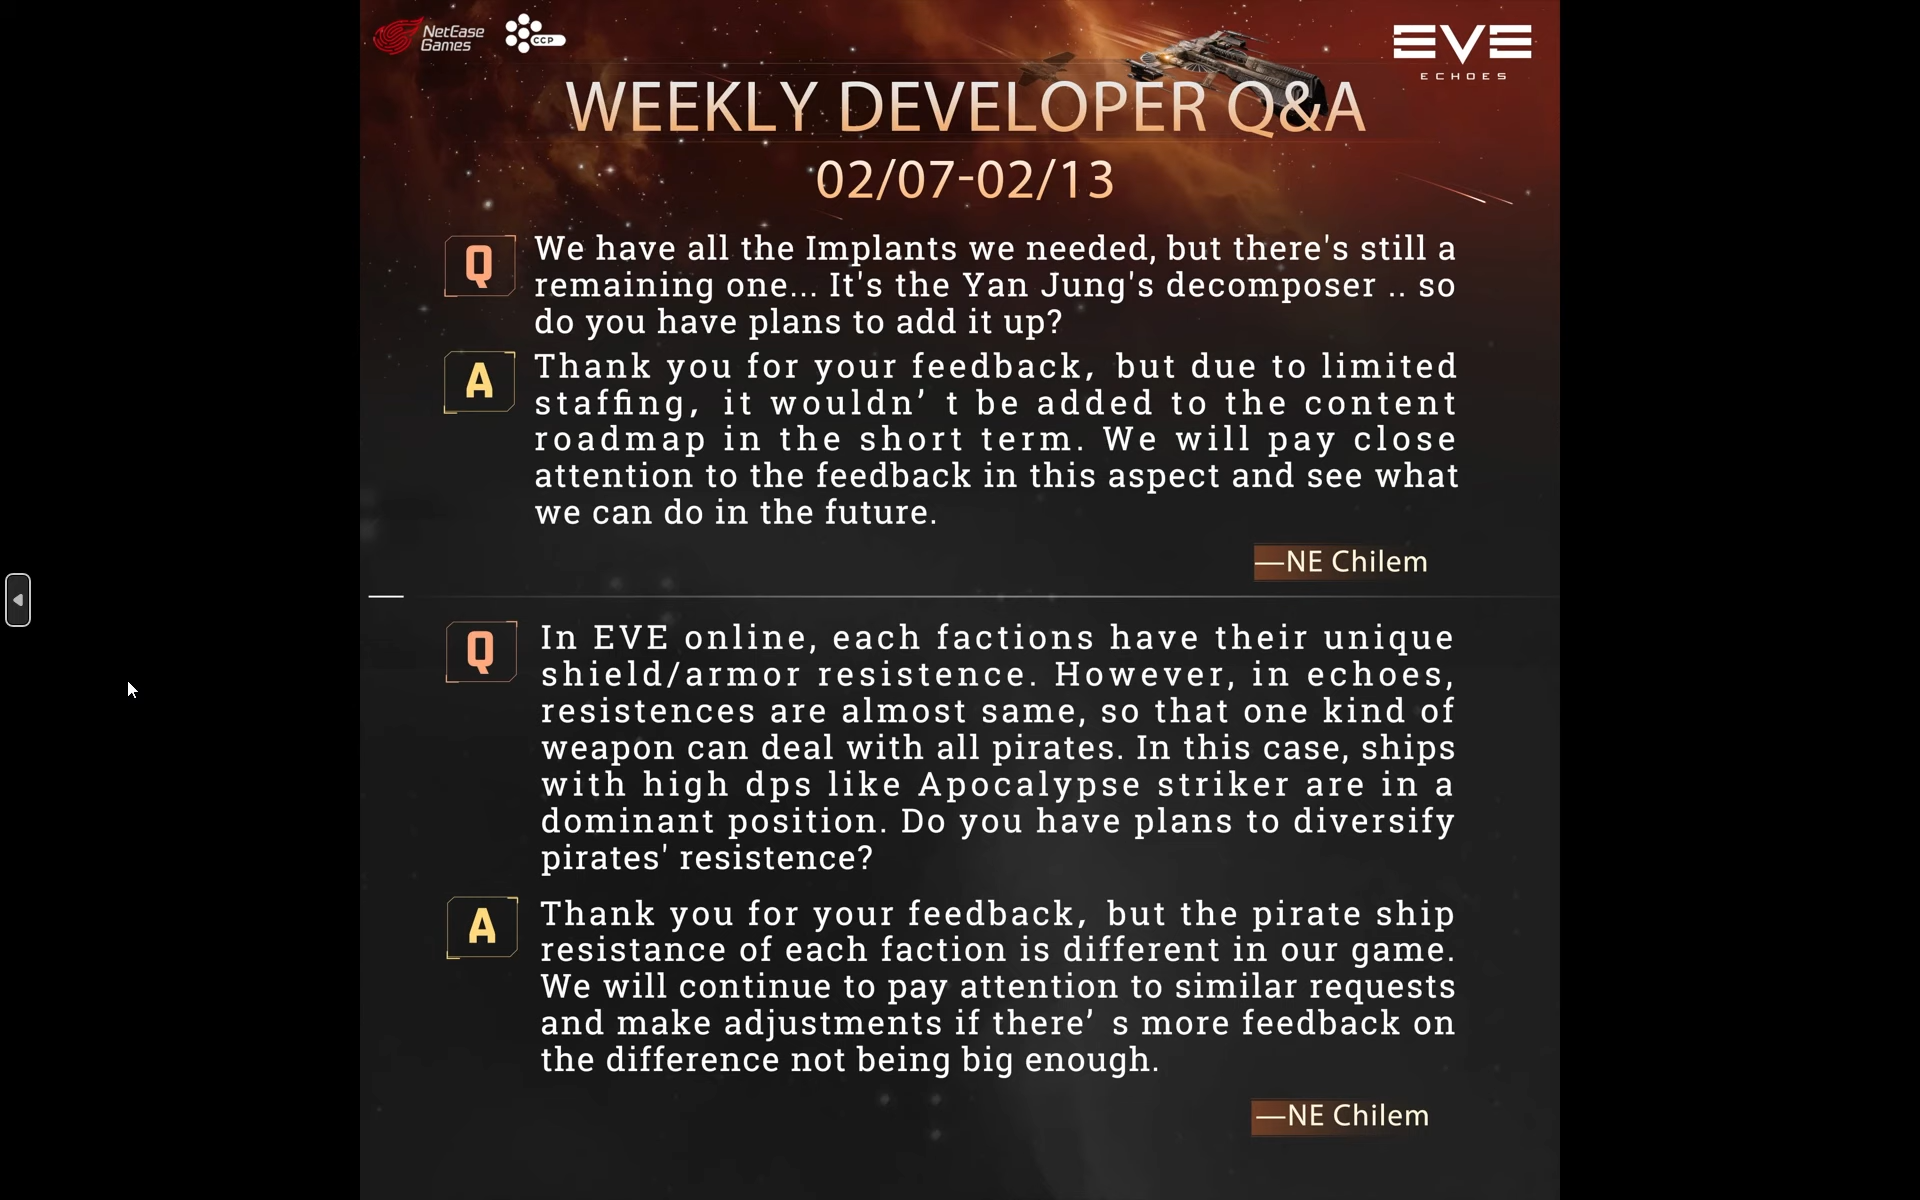 NetEase
Games
CCP
EVE
ECHOES
WEEKLY DEVELOPER Q&A
02/07-02/13
Q
We have all the Implants we needed, but there's still a
remaining one... It's the Yan Jung's decomposer .. so
do you have plans to add it up?
A
Thank you for your feedback, but due to limited
staffing, it wouldn’ t be added to the content
roadmap in the short term. We will pay close
attention to the feedback in this aspect and see what
we can do in the future.
—NE Chilem
Q
In EVE online, each factions have their unique
shield/armor resistence. However, in echoes,
resistences are almost same, so that one kind of
weapon can deal with all pirates. In this case, ships
with high dps like Apocalypse striker are in a
dominant position. Do you have plans to diversify
pirates' resistence?
A
Thank you for your feedback, but the pirate ship
resistance of each faction is different in our game.
We will continue to pay attention to similar requests
and make adjustments if there’ s more feedback on
the difference not being big enough.
—NE Chilem